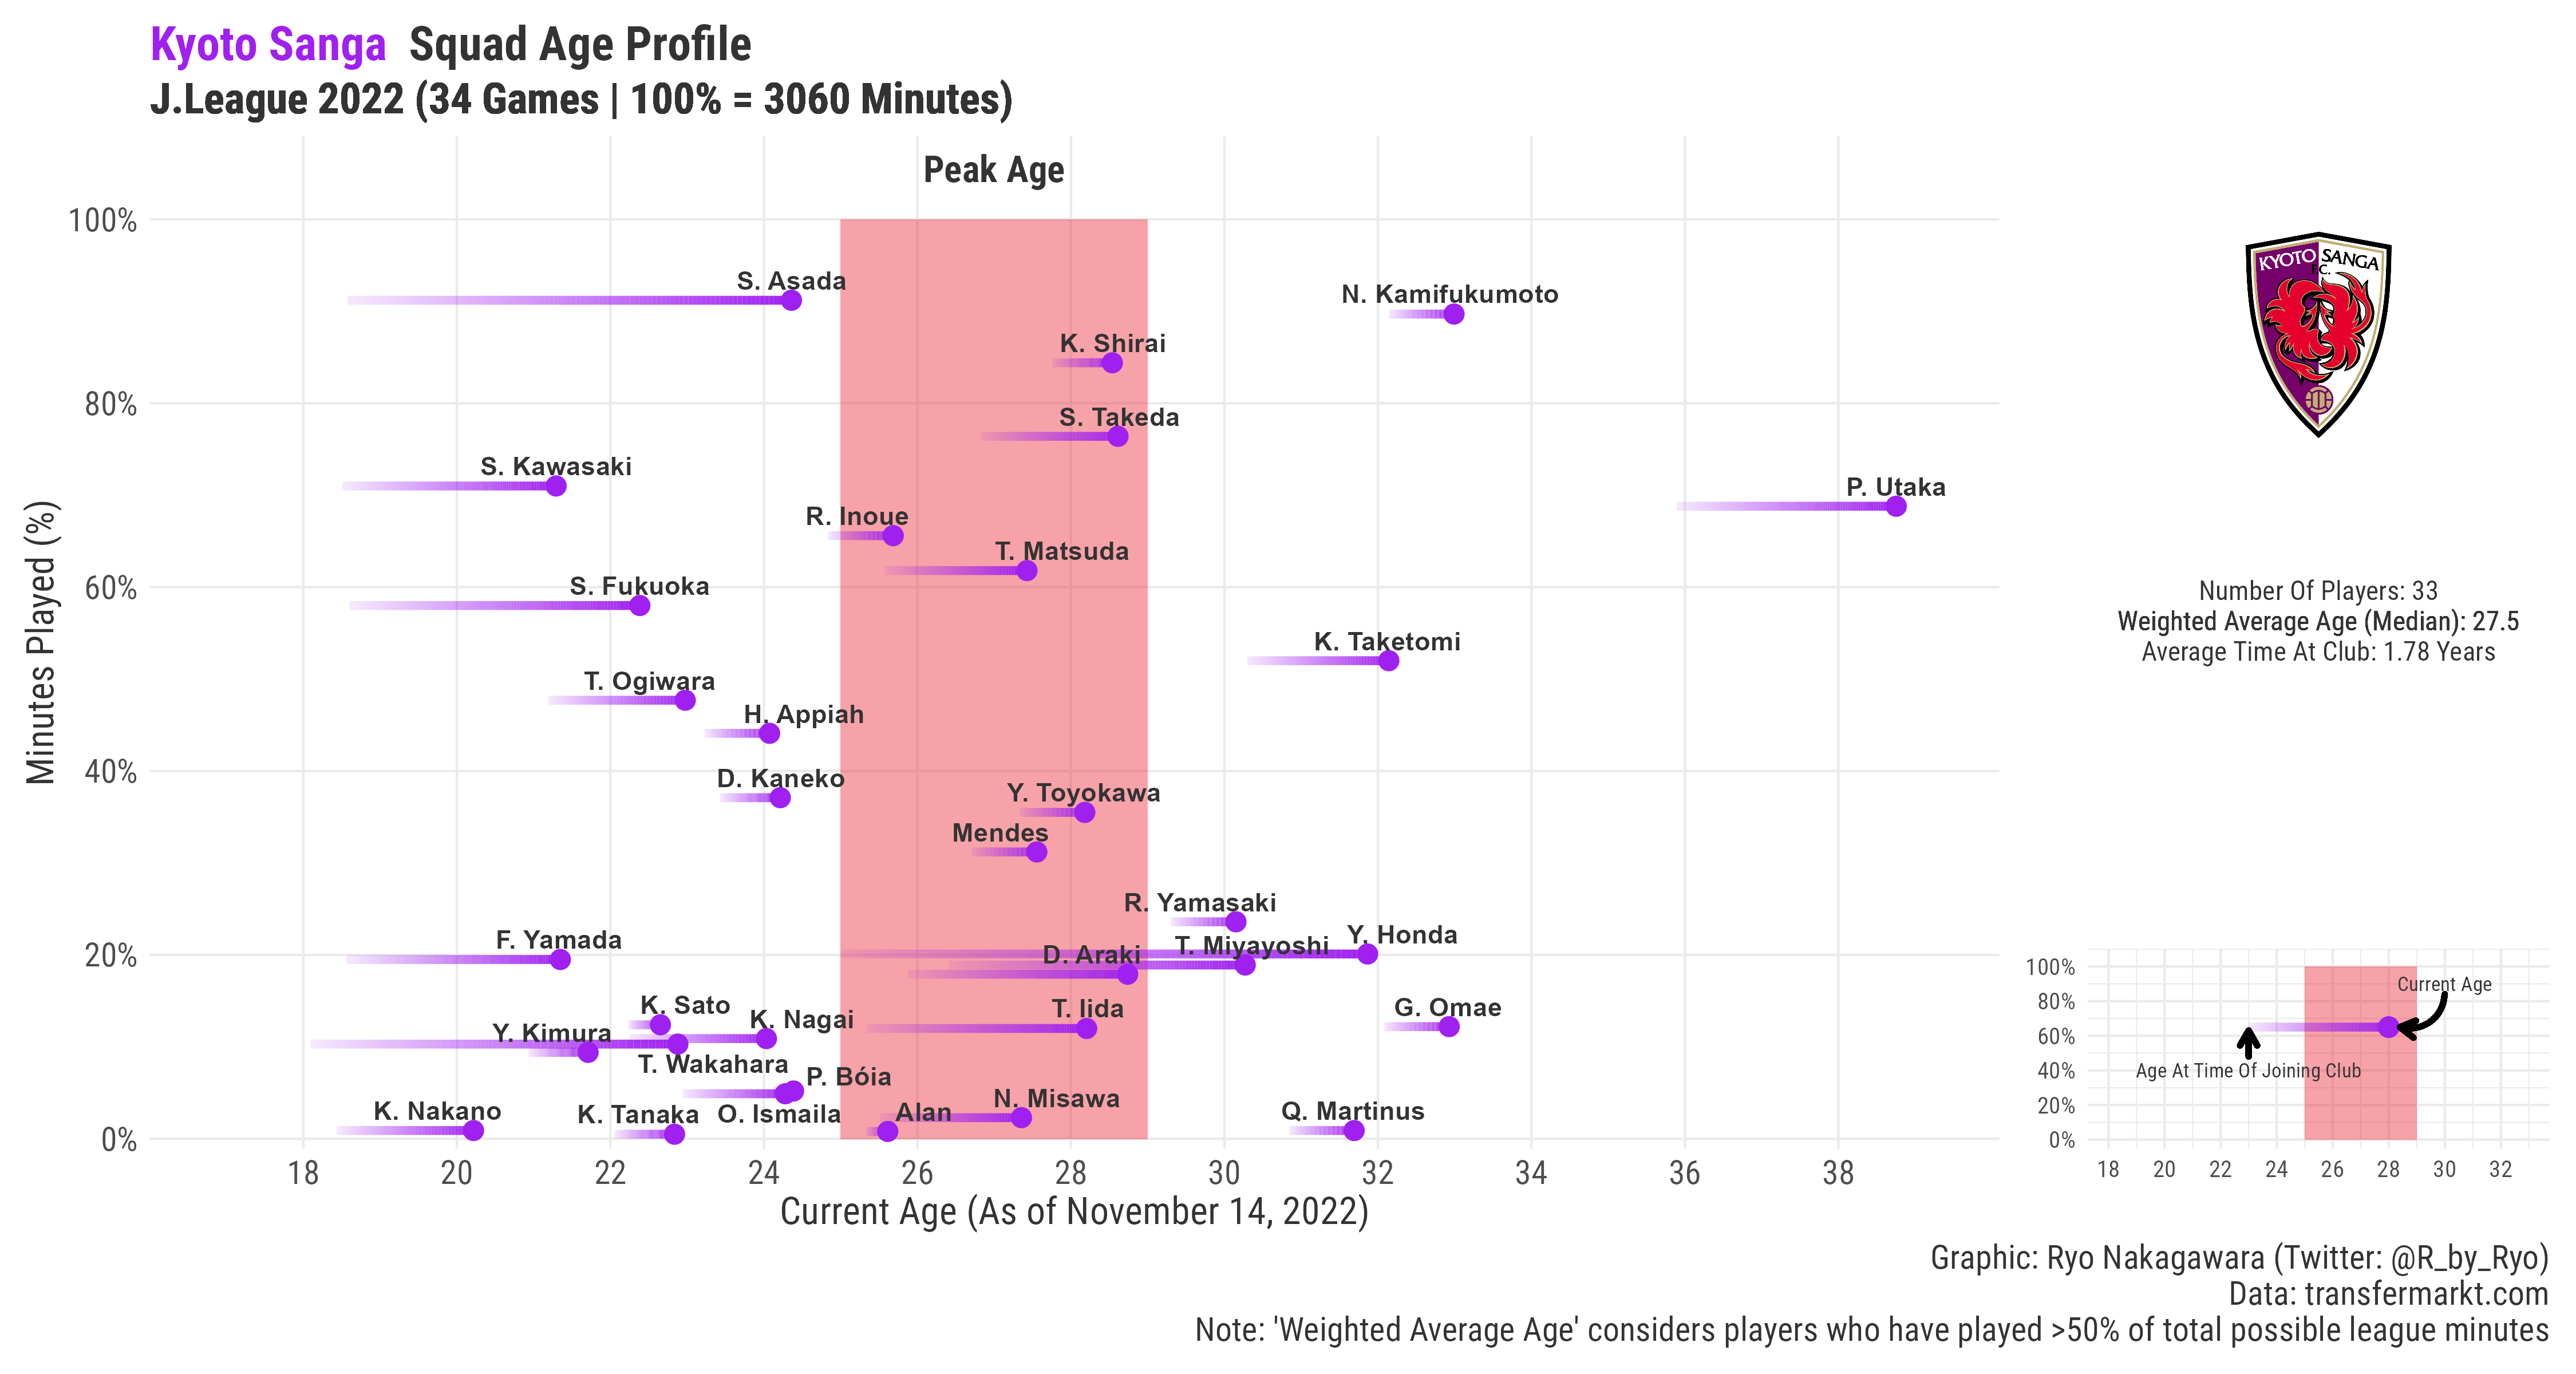 Kyoto Sanga Squad Age Profile
J.League 2022 (34 Games | 100% = 3060 Minutes)
Peak Age
100%
80%
60%
40%
20%
0%
Minutes Played (%)
S. Asada
N. Kamifukumoto
K. Shirai
S. Takeda
S. Kawasaki
P. Utaka
R. Inoue
T. Matsuda
S. Fukuoka
K. Taketomi
T. Ogiwara
H. Appiah
D. Kaneko
Y. Toyokawa
Mendes
R. Yamasaki
Y. Honda
F. Yamada
T. Miyayoshi
D. Araki
K. Sato
T. Iida
G. Omae
K. Nagai
Y. Kimura
T. Wakahara
P. Bóia
N. Misawa
K. Nakano
K. Tanaka
O. Ismaila
Alan
Q. Martinus
18 20 22 24 26 28 30 32 34 36 38
Current Age (As of November 14, 2022)
KYOTO SANGA
F.C.
Number Of Players: 33
Weighted Average Age (Median): 27.5
Average Time At Club: 1.78 Years
100%
80%
60%
40%
20%
0%
Current Age
Age At Time Of Joining Club
18 20 22 24 26 28 30 32
Graphic: Ryo Nakagawara (Twitter: @R_by_Ryo)
Data: transfermarkt.com
Note: 'Weighted Average Age' considers players who have played >50% of total possible league minutes